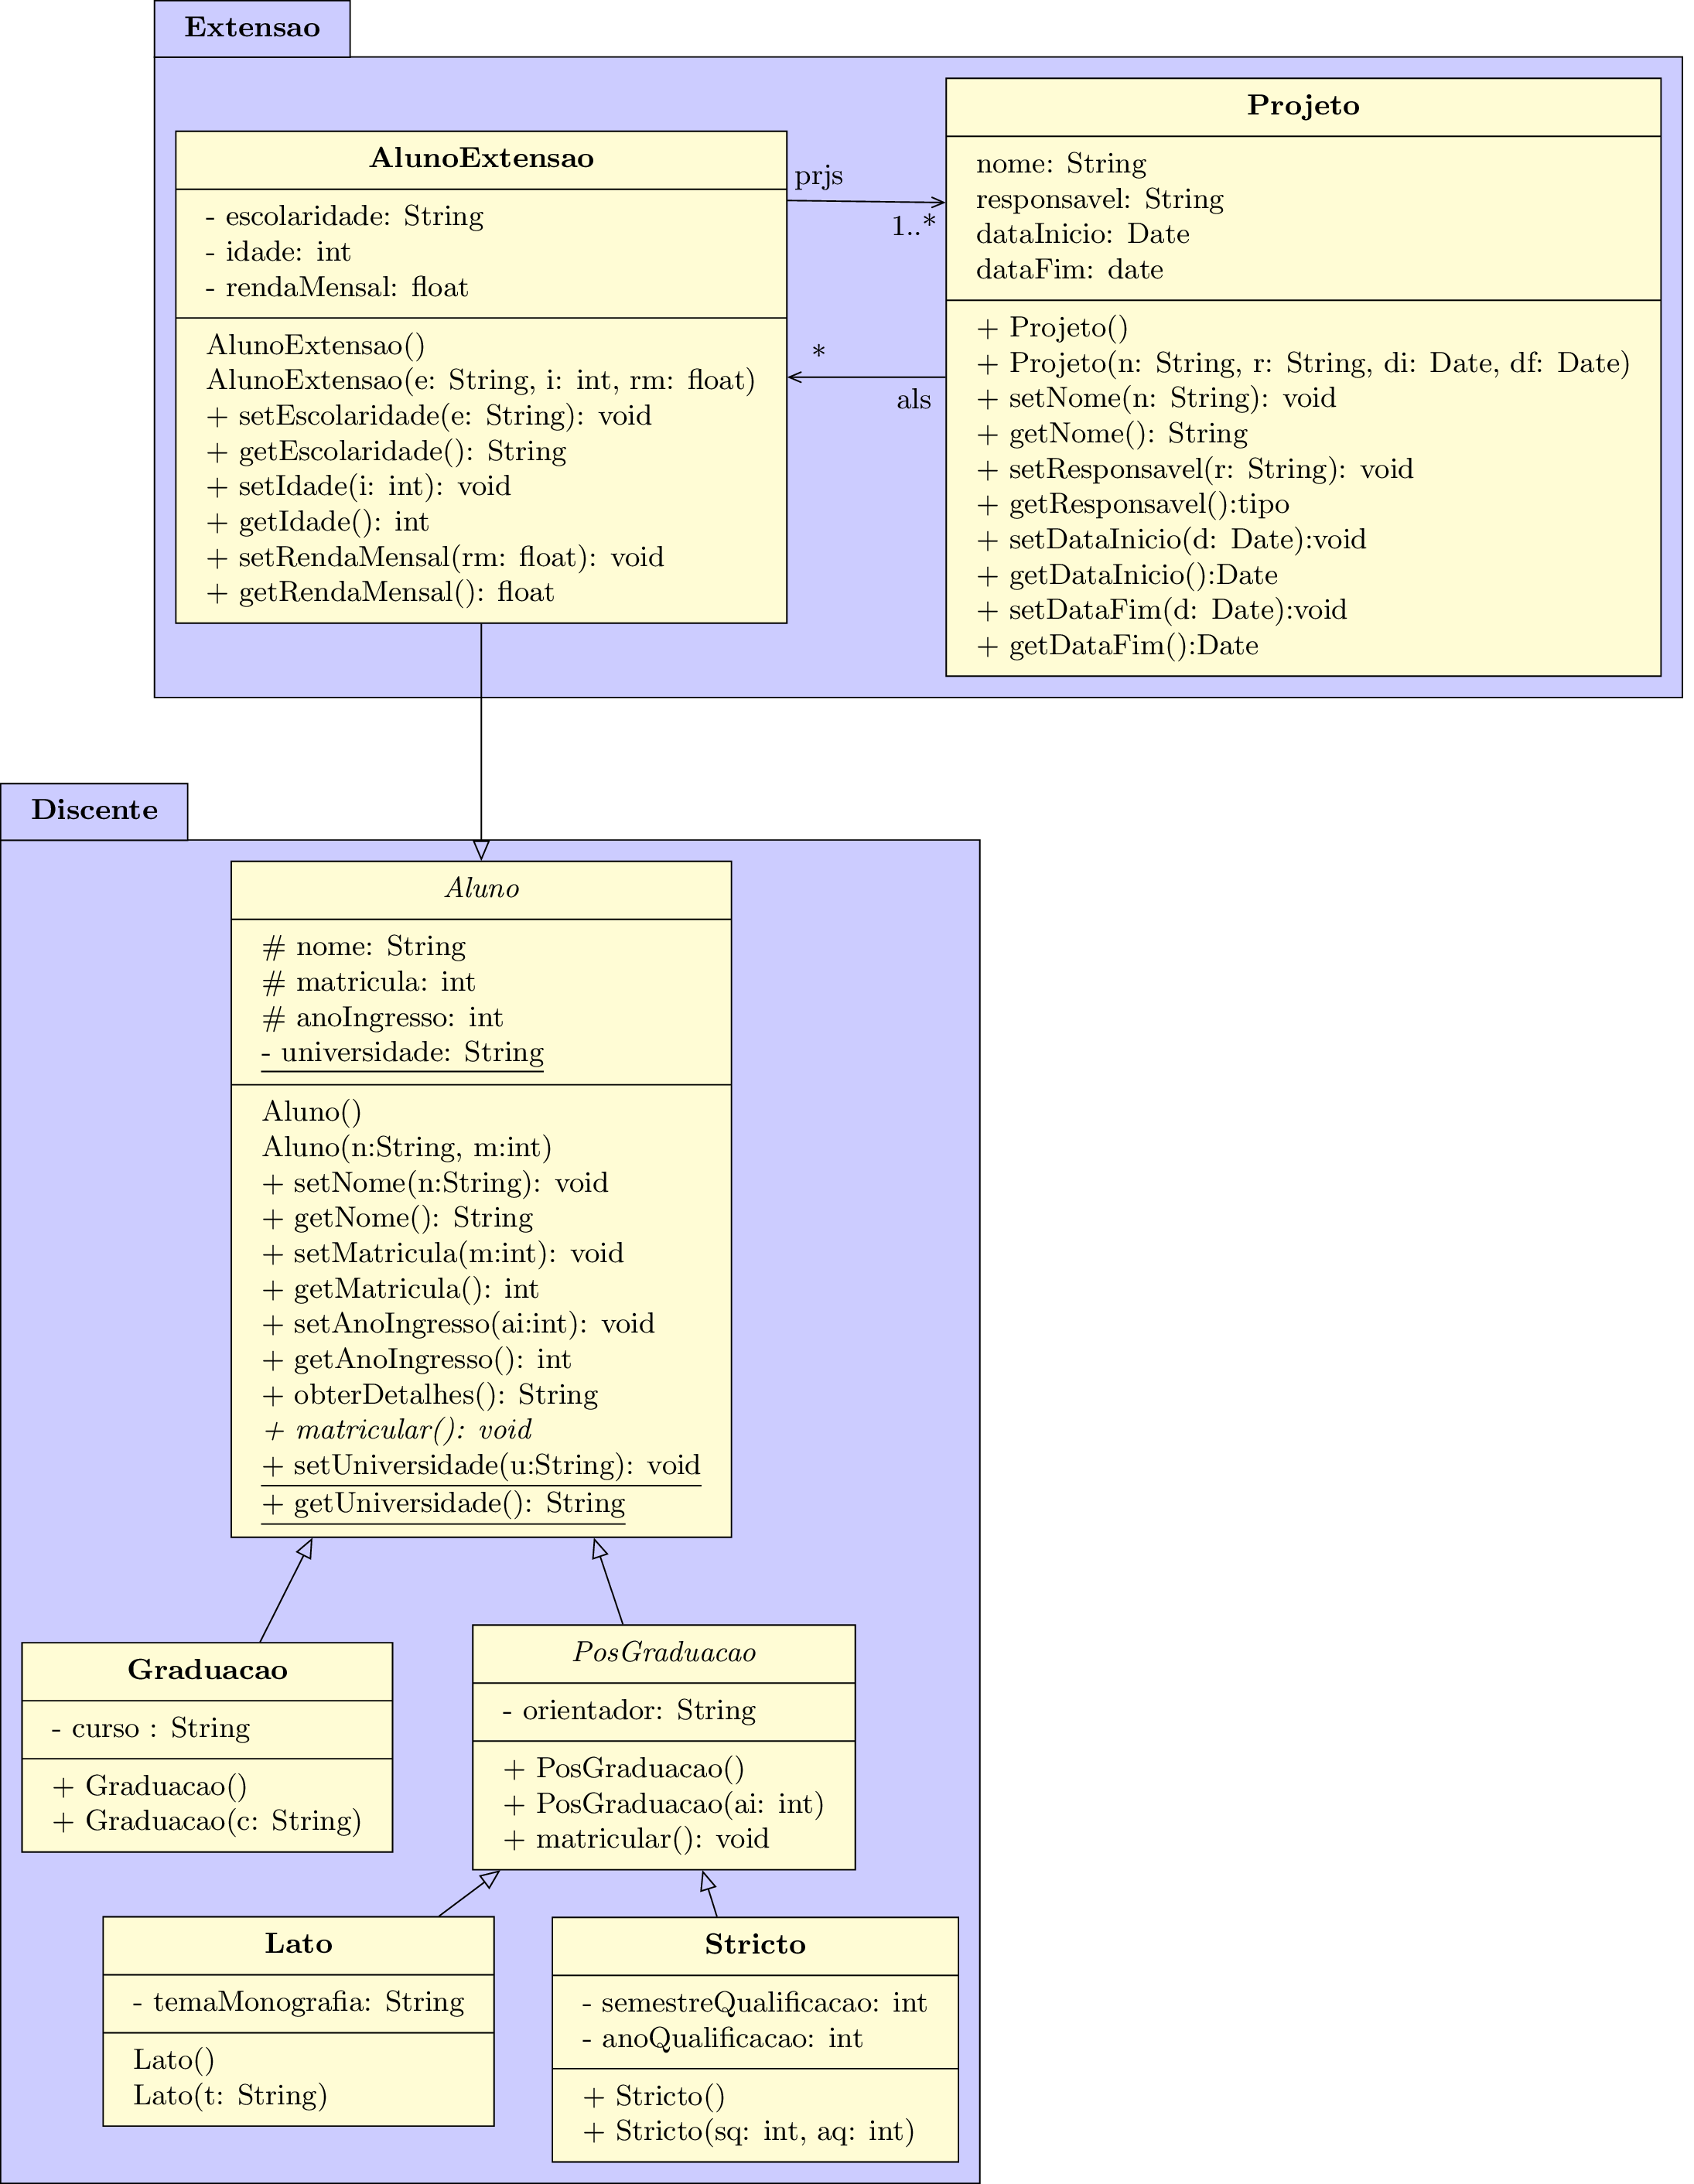 Extensao
AlunoExtensao
- escolaridade: String
- idade: int
- rendaMensal: float
AlunoExtensao()
AlunoExtensao(e: String, i: int, rm: float)
+ setEscolaridade(e: String): void
+ getEscolaridade(): String
+ setIdade(i: int): void
+ getIdade(): int
+ setRendaMensal(rm: float): void
+ getRendaMensal(): float
prjs
1..*
*
als
Projeto
nome: String
responsavel: String
dataInicio: Date
dataFim: date
+ Projeto()
+ Projeto(n: String, r: String, di: Date, df: Date)
+ setNome(n: String): void
+ getNome(): String
+ setResponsavel(r: String): void
+ getResponsavel():tipo
+ setDataInicio(d: Date):void
+ getDataInicio():Date
+ setDataFim(d: Date):void
+ getDataFim():Date
Discente
Aluno
# nome: String
# matricula: int
# anoIngresso: int
- universidade: String
Aluno()
Aluno(n:String, m:int)
+ setNome(n:String): void
+ getNome(): String
+ setMatricula(m:int): void
+ getMatricula(): int
+ setAnoIngresso(ai:int): void
+ getAnoIngresso(): int
+ obterDetalhes(): String
+ matricular(): void
+ setUniversidade(u:String): void
+ getUniversidade(): String
Graduacao
- curso : String
+ Graduacao()
+ Graduacao(c: String)
PosGraduacao
- orientador: String
+ PosGraduacao()
+ PosGraduacao(ai: int)
+ matricular(): void
Lato
- temaMonografia: String
Lato()
Lato(t: String)
Stricto
- semestreQualificacao: int
- anoQualificacao: int
+ Stricto()
+ Stricto(sq: int, aq: int)